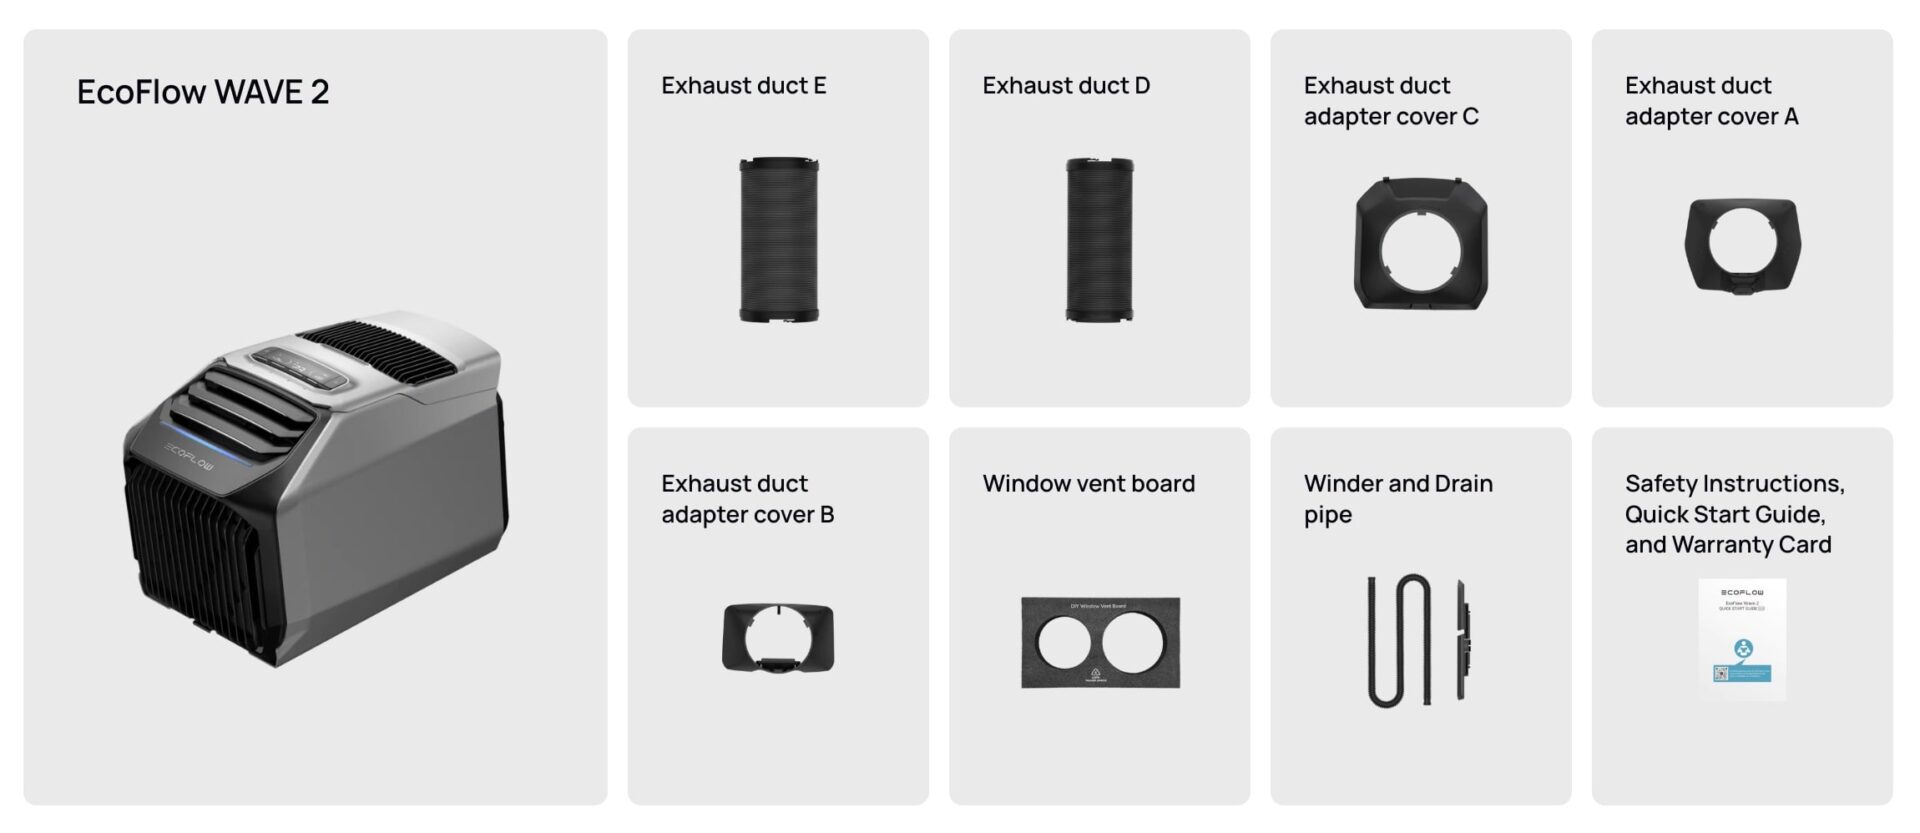 EcoFlow WAVE 2
ECOFLOW
Exhaust duct E
Exhaust duct D
Exhaust duct
adapter cover C
Exhaust duct
adapter cover A
Exhaust duct
adapter cover B
Window vent board
DIY Window Vent Board
Winder and Drain
pipe
Safety Instructions,
Quick Start Guide,
and Warranty Card
ECOFLOW
EcoFlow Wave 2
QUICK START GUIDE